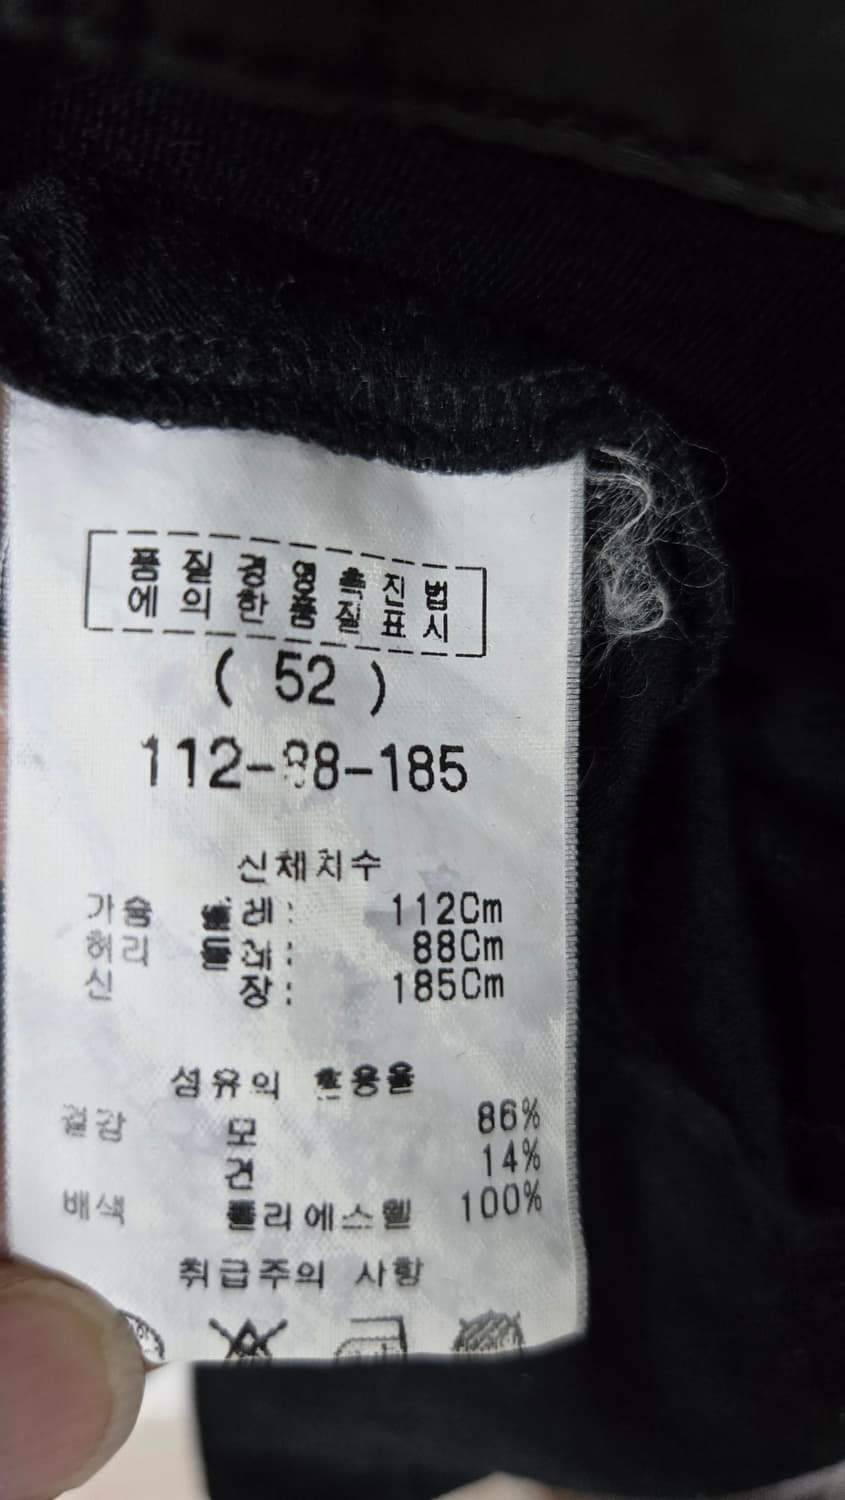 품질경영촉진법
에의한품질표시
( 52 )
112-88-185
신체치수
가슴 둘레: 112Cm
허리 둘레: 88Cm
신 장: 185Cm
섬유의 혼용율
겉감 모 86%
견 14%
배색 폴리에스텔 100%
취급주의 사항